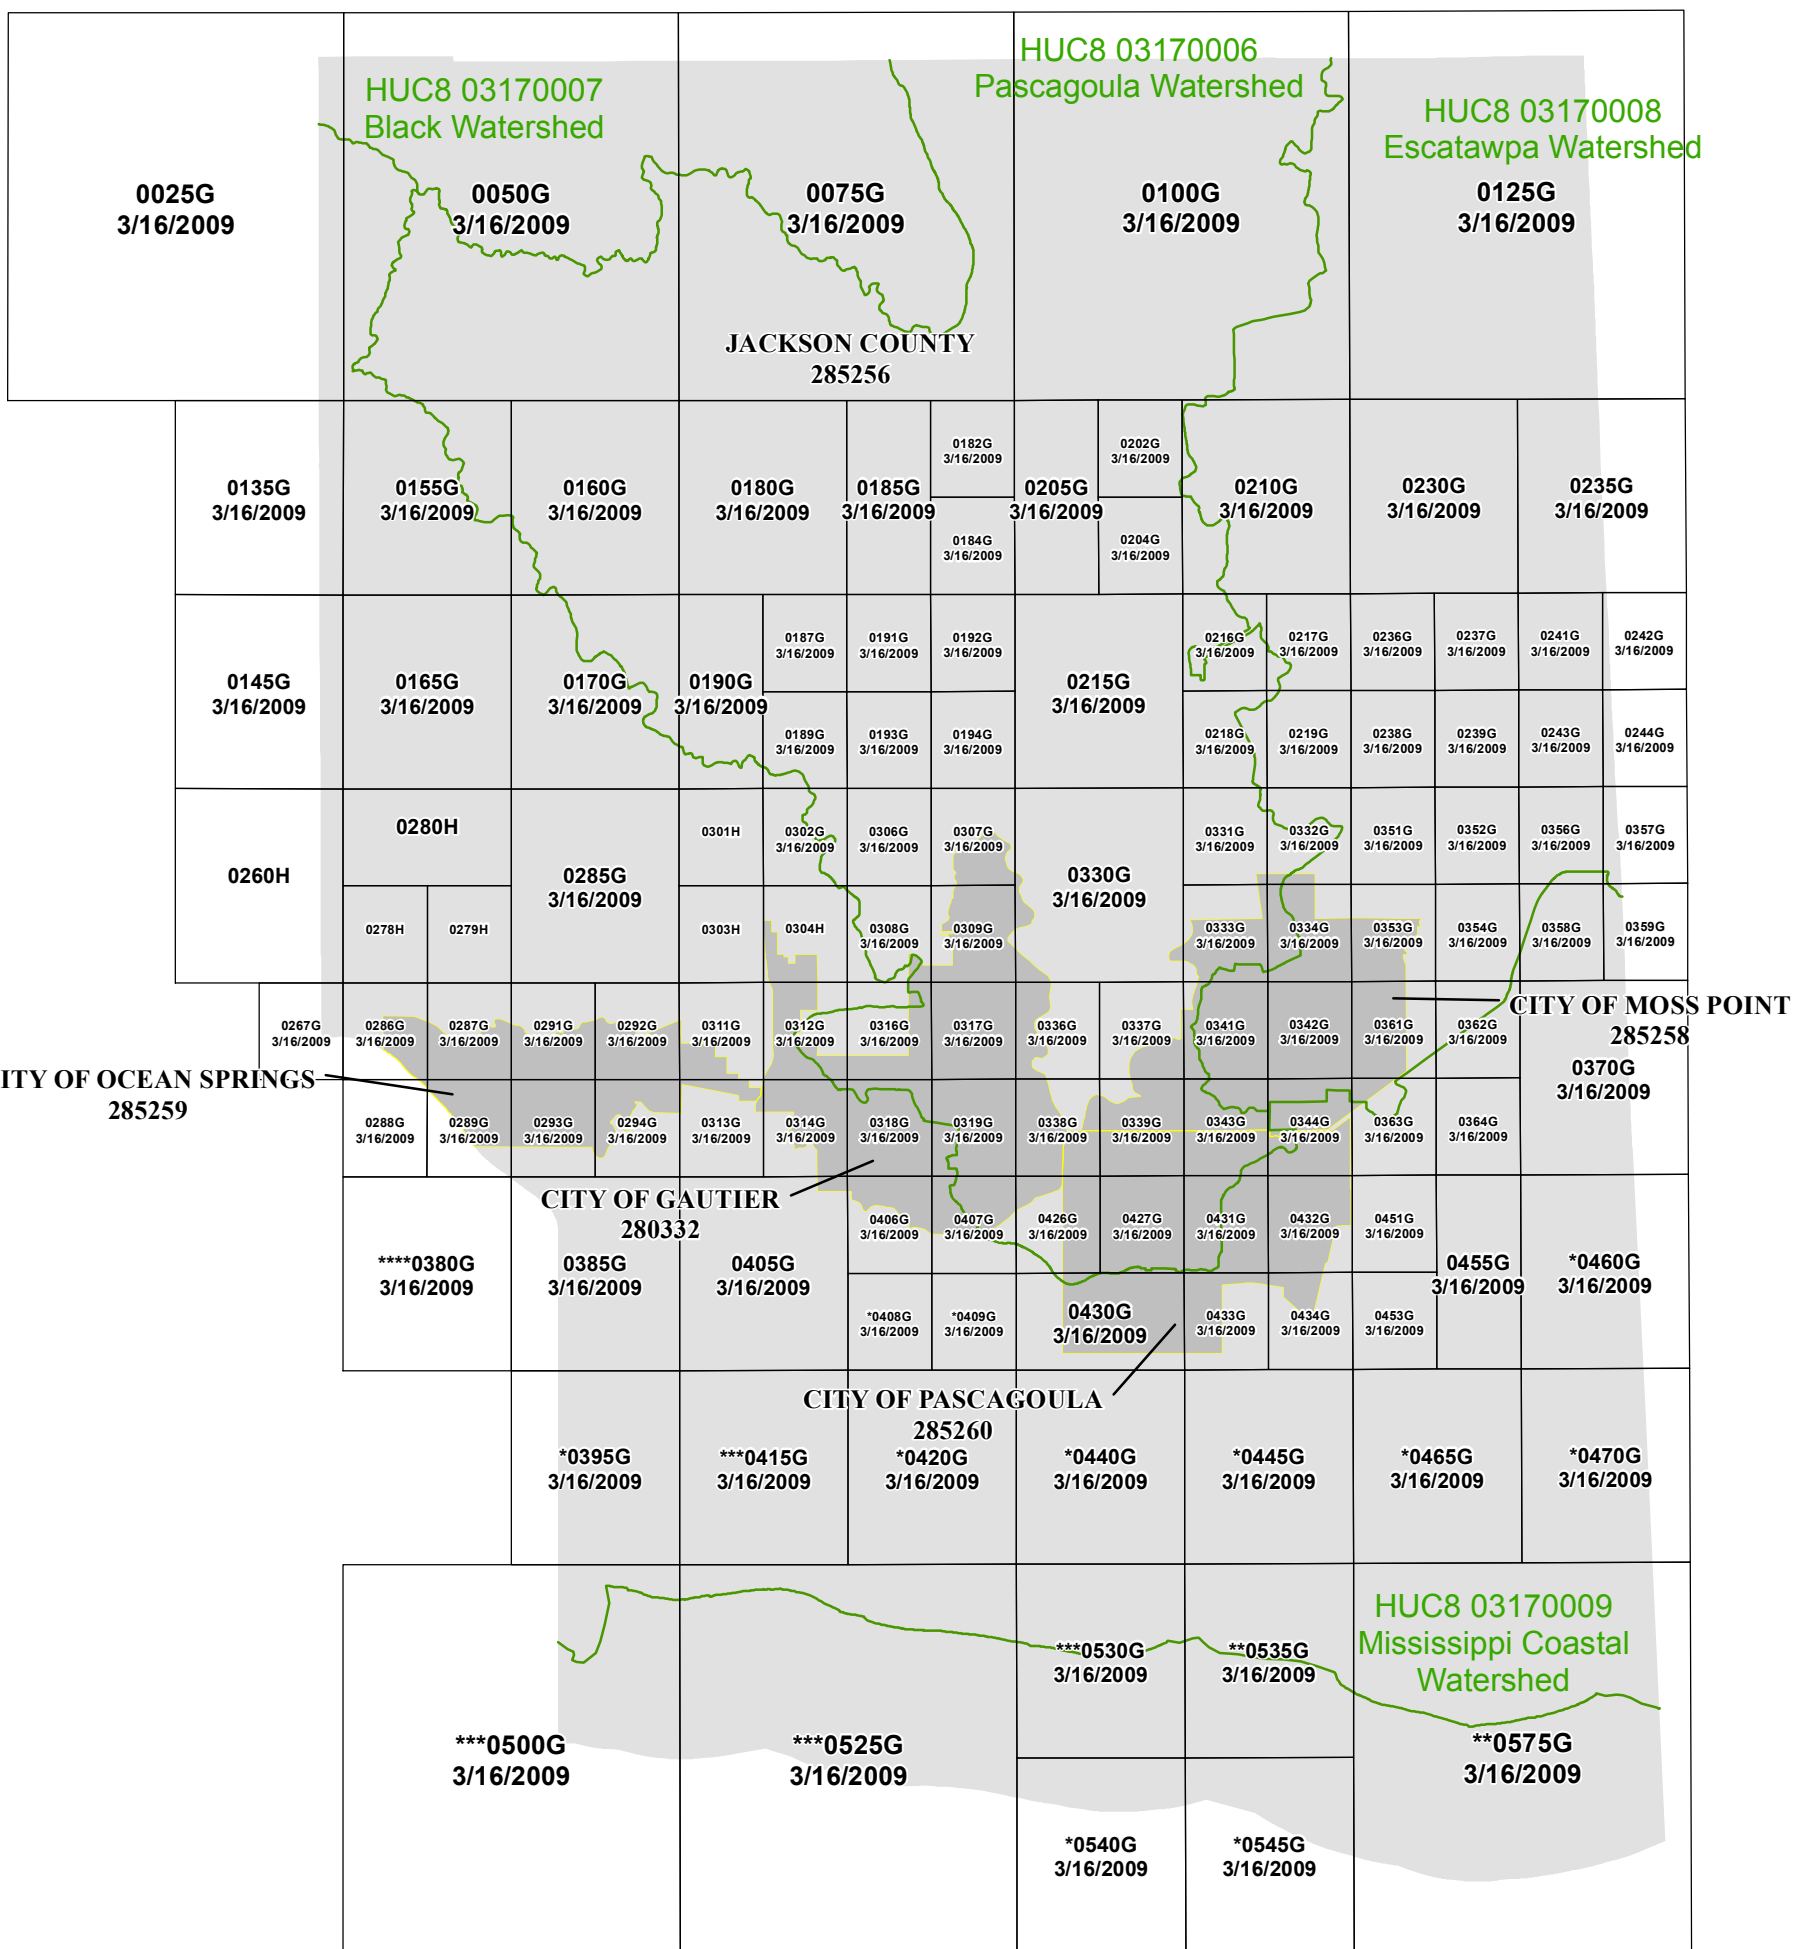 HUC8 03170007
Black Watershed
HUC8 03170006
Pascagoula Watershed
HUC8 03170008
Escatawpa Watershed
0025G
3/16/2009
0050G
3/16/2009
0075G
3/16/2009
0100G
3/16/2009
0125G
3/16/2009
JACKSON COUNTY
285256
0135G
3/16/2009
0155G
3/16/2009
0160G
3/16/2009
0180G
3/16/2009
0185G
3/16/2009
0182G
3/16/2009
0184G
3/16/2009
0205G
3/16/2009
0202G
3/16/2009
0204G
3/16/2009
0210G
3/16/2009
0230G
3/16/2009
0235G
3/16/2009
0145G
3/16/2009
0165G
3/16/2009
0170G
3/16/2009
0190G
3/16/2009
0187G
3/16/2009
0191G
3/16/2009
0192G
3/16/2009
0189G
3/16/2009
0193G
3/16/2009
0194G
3/16/2009
0215G
3/16/2009
0216G
3/16/2009
0217G
3/16/2009
0236G
3/16/2009
0237G
3/16/2009
0241G
3/16/2009
0242G
3/16/2009
0218G
3/16/2009
0219G
3/16/2009
0238G
3/16/2009
0239G
3/16/2009
0243G
3/16/2009
0244G
3/16/2009
0260H
0280H
0278H
0279H
0285G
3/16/2009
0301H
0302G
3/16/2009
0306G
3/16/2009
0307G
3/16/2009
0303H
0304H
0308G
3/16/2009
0309G
3/16/2009
0330G
3/16/2009
0331G
3/16/2009
0332G
3/16/2009
0351G
3/16/2009
0352G
3/16/2009
0356G
3/16/2009
0357G
3/16/2009
0333G
3/16/2009
0334G
3/16/2009
0353G
3/16/2009
0354G
3/16/2009
0358G
3/16/2009
0359G
3/16/2009
0267G
3/16/2009
0286G
3/16/2009
0287G
3/16/2009
0291G
3/16/2009
0292G
3/16/2009
0311G
3/16/2009
0312G
3/16/2009
0316G
3/16/2009
0317G
3/16/2009
0336G
3/16/2009
0337G
3/16/2009
0341G
3/16/2009
0342G
3/16/2009
0361G
3/16/2009
0362G
3/16/2009
CITY OF MOSS POINT
285258
0370G
3/16/2009
ITY OF OCEAN SPRINGS
285259
0288G
3/16/2009
0289G
3/16/2009
0293G
3/16/2009
0294G
3/16/2009
0313G
3/16/2009
0314G
3/16/2009
0318G
3/16/2009
0319G
3/16/2009
0338G
3/16/2009
0339G
3/16/2009
0343G
3/16/2009
0344G
3/16/2009
0363G
3/16/2009
0364G
3/16/2009
CITY OF GAUTIER
280332
****0380G
3/16/2009
0385G
3/16/2009
0405G
3/16/2009
0406G
3/16/2009
0407G
3/16/2009
0426G
3/16/2009
0427G
3/16/2009
0431G
3/16/2009
0432G
3/16/2009
0451G
3/16/2009
0455G
3/16/2009
*0460G
3/16/2009
*0408G
3/16/2009
*0409G
3/16/2009
0430G
3/16/2009
0433G
3/16/2009
0434G
3/16/2009
0453G
3/16/2009
CITY OF PASCAGOULA
285260
*0395G
3/16/2009
***0415G
3/16/2009
*0420G
3/16/2009
*0440G
3/16/2009
*0445G
3/16/2009
*0465G
3/16/2009
*0470G
3/16/2009
HUC8 03170009
Mississippi Coastal
Watershed
***0530G
3/16/2009
**0535G
3/16/2009
***0500G
3/16/2009
***0525G
3/16/2009
**0575G
3/16/2009
*0540G
3/16/2009
*0545G
3/16/2009